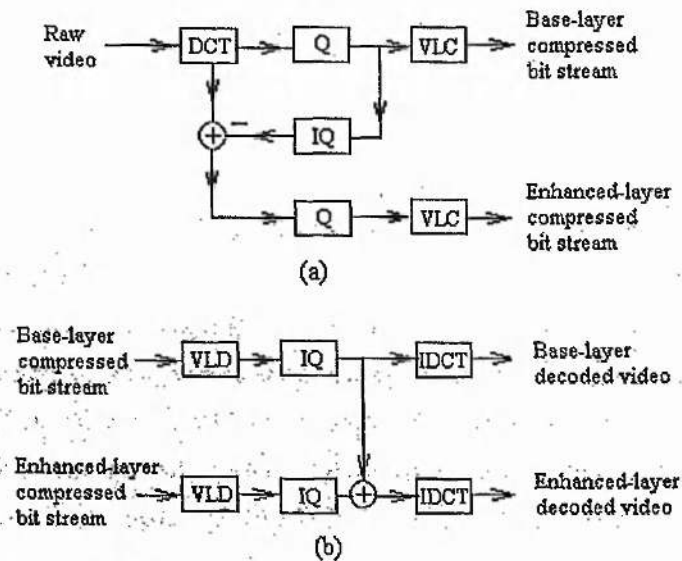 Raw
video
DCT
Q
VLC
Base-layer
compressed
bit stream
+
−
IQ
Q
VLC
Enhanced-layer
compressed
bit stream
(a)
Base-layer
compressed
bit stream
VLD
IQ
IDCT
Base-layer
decoded video
Enhanced-layer
compressed
bit stream
VLD
IQ
+
IDCT
Enhanced-layer
decoded video
(b)